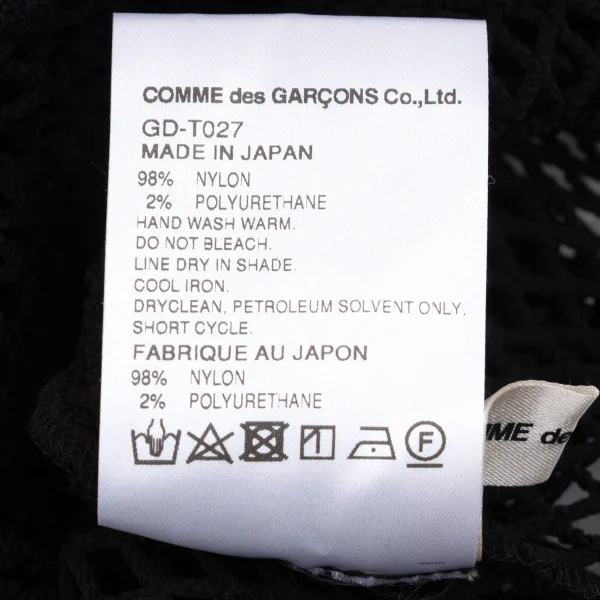 COMME des GARÇONS Co.,Ltd.
GD-T027
MADE IN JAPAN
98% NYLON
2% POLYURETHANE
HAND WASH WARM.
DO NOT BLEACH.
LINE DRY IN SHADE.
COOL IRON.
DRYCLEAN, PETROLEUM SOLVENT ONLY,
SHORT CYCLE.
FABRIQUE AU JAPON
98% NYLON
2% POLYURETHANE
F
MME de